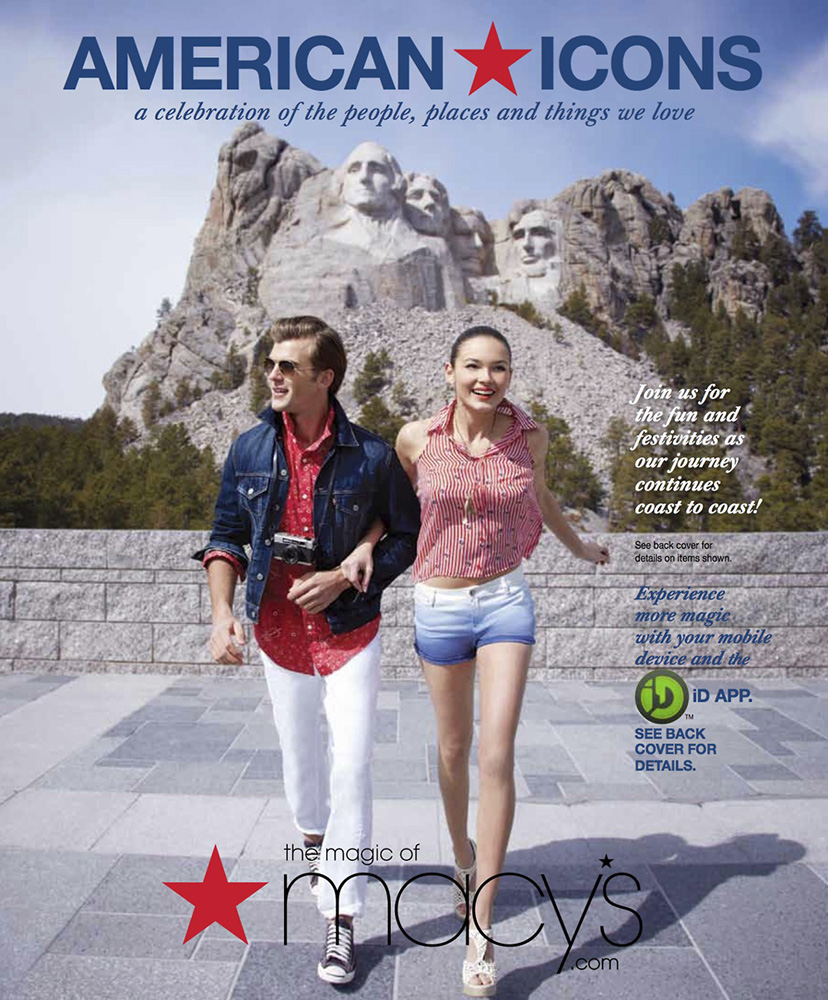 AMERICAN ICONS
a celebration of the people, places and things we love
Join us for
the fun and
festivities as
our journey
continues
coast to coast!
See back cover for
details on items shown.
Experience
more magic
with your mobile
device and the
iD iD APP.
TM
SEE BACK
COVER FOR
DETAILS.
the magic of
macy's
.com